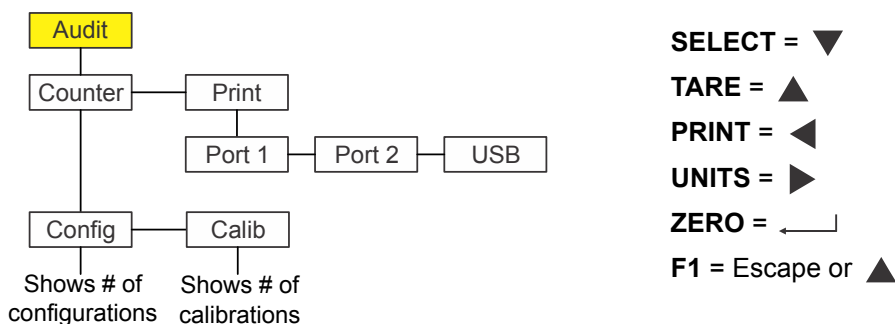 Audit
Counter
Print
Port 1
Port 2
USB
Config
Calib
Shows # of
configurations
Shows # of
calibrations
SELECT = ▼
TARE = ▲
PRINT = ◀
UNITS = ▶
ZERO = ↵
F1 = Escape or ▲